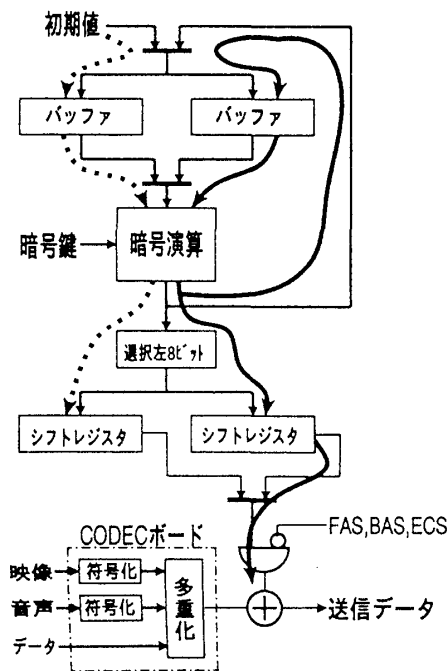 初期値
バッファ
バッファ
暗号鍵
暗号演算
選択左8ビット
シフトレジスタ
シフトレジスタ
FAS,BAS,ECS
CODECボード
映像
符号化
音声
符号化
データ
多重化
送信データ